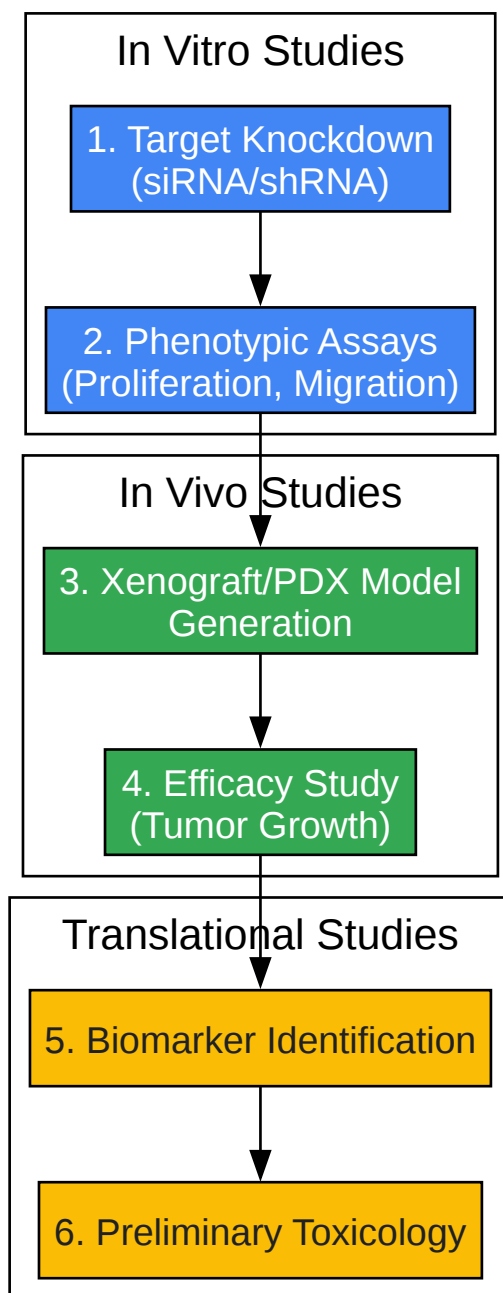 In Vitro Studies
1. Target Knockdown
(siRNA/shRNA)
2. Phenotypic Assays
(Proliferation, Migration)
In Vivo Studies
3. Xenograft/PDX Model
Generation
4. Efficacy Study
(Tumor Growth)
Translational Studies
5. Biomarker Identification
6. Preliminary Toxicology